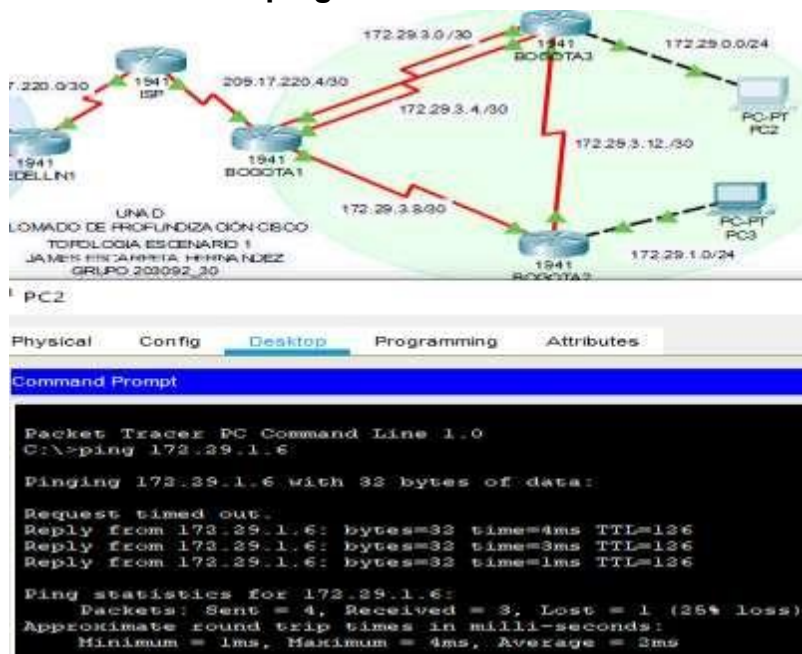 172.29.3.0 /30
1941
BOGOTA3
172.29.0.0/24
7.220.0/30
1941
ISP
209.17.220.4/30
172.29.3.4 /30
PC-PT
PC2
1941
DELLIN1
1941
BOGOTA1
172.29.3.12 /30
UNAD
172.29.3.8/30
PC-PT
PC3
LOMADO DE PROFUNDIZACIÓN CISCO
TOPOLOGIA ESCENARIO 1
JAMES ESCARPETA HERNANDEZ
GRUPO 203092_30
1941
BOGOTA2
172.29.1.0/24
PC2
Physical Config Desktop Programming Attributes
Command Prompt
Packet Tracer PC Command Line 1.0
C:\>ping 172.29.1.6
Pinging 172.29.1.6 with 32 bytes of data:
Request timed out.
Reply from 172.29.1.6: bytes=32 time=4ms TTL=126
Reply from 172.29.1.6: bytes=32 time=3ms TTL=126
Reply from 172.29.1.6: bytes=32 time=1ms TTL=126
Ping statistics for 172.29.1.6:
Packets: Sent = 4, Received = 3, Lost = 1 (25% loss)
Approximate round trip times in milli-seconds:
Minimum = 1ms, Maximum = 4ms, Average = 2ms